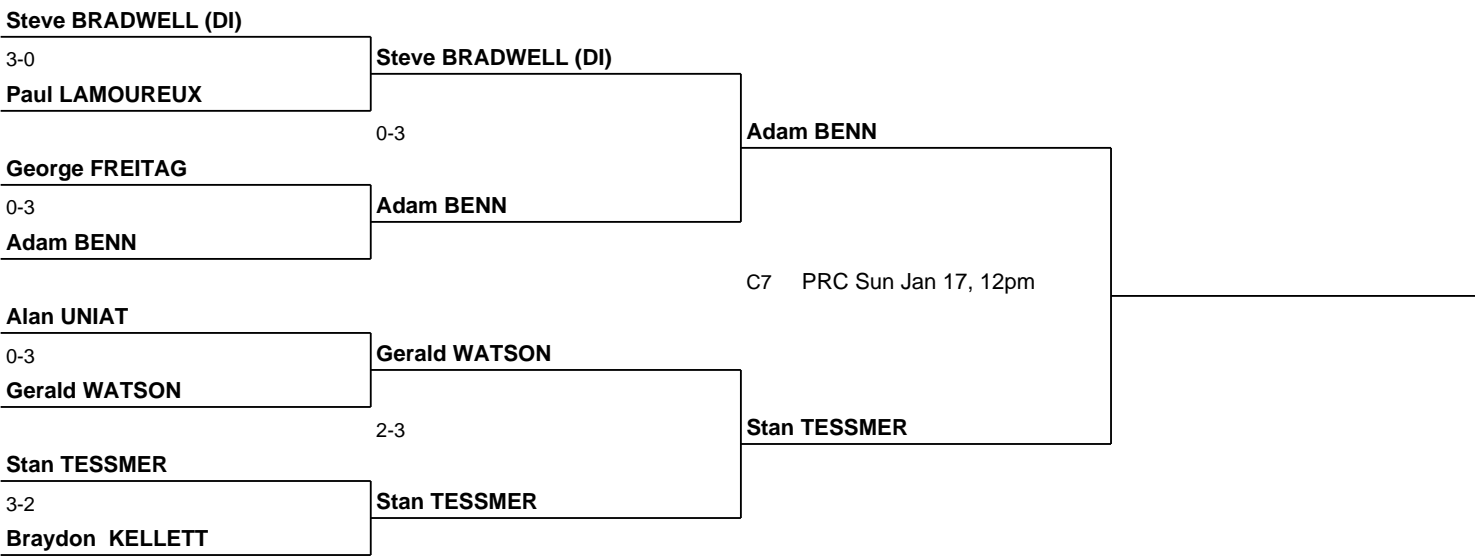 Steve BRADWELL (DI)
3-0
Steve BRADWELL (DI)
Paul LAMOUREUX
0-3
Adam BENN
George FREITAG
0-3
Adam BENN
Adam BENN
C7 PRC Sun Jan 17, 12pm
Alan UNIAT
0-3
Gerald WATSON
Gerald WATSON
2-3
Stan TESSMER
Stan TESSMER
3-2
Stan TESSMER
Braydon KELLETT